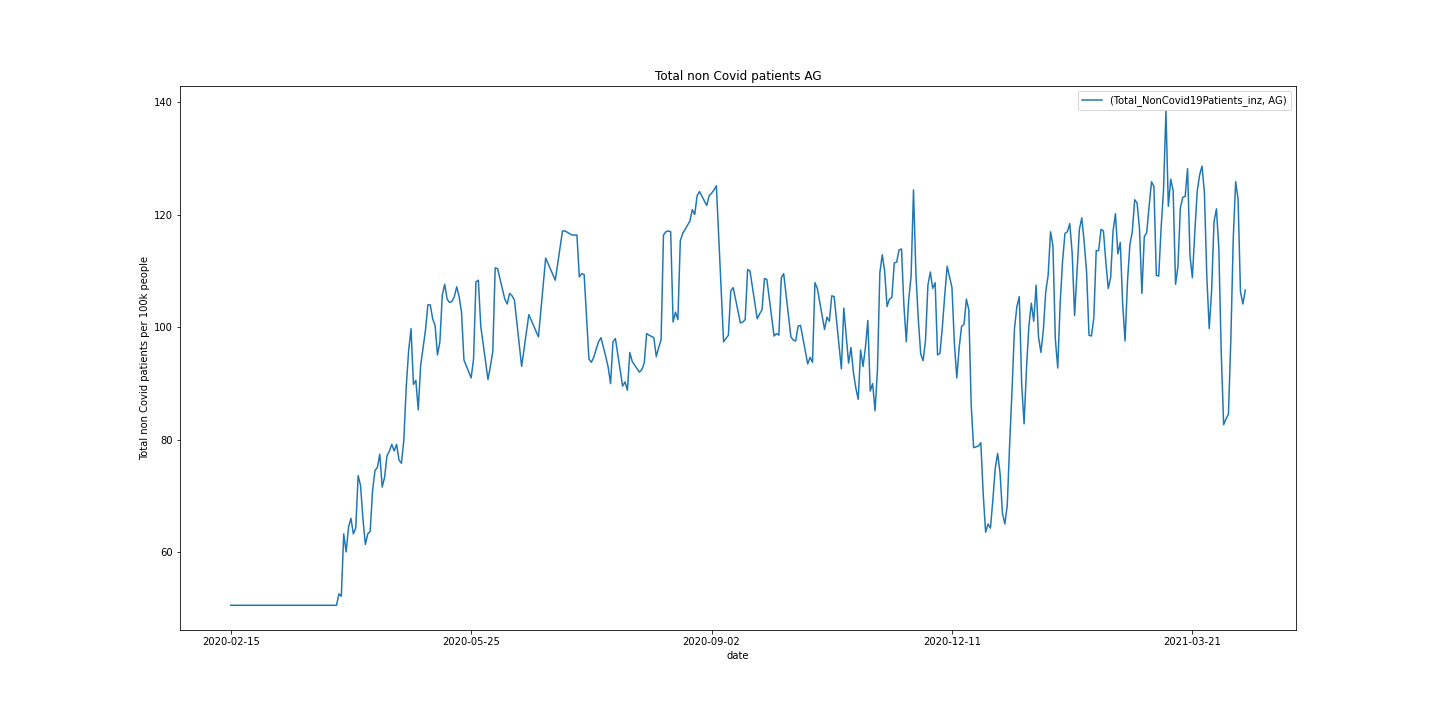 Total non Covid patients AG
(Total_NonCovid19Patients_inz, AG)
Total non Covid patients per 100k people
140
120
100
80
60
2020-02-15
2020-05-25
2020-09-02
2020-12-11
2021-03-21
date